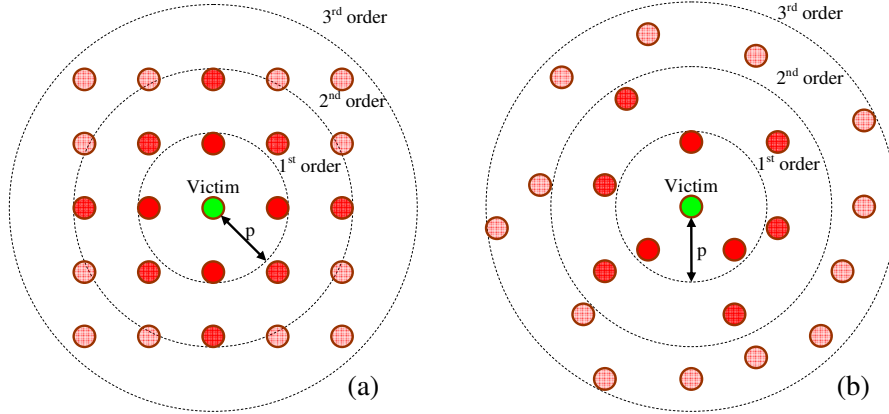 3rd order
2nd order
1st order
Victim
p
(a)
3rd order
2nd order
1st order
Victim
p
(b)